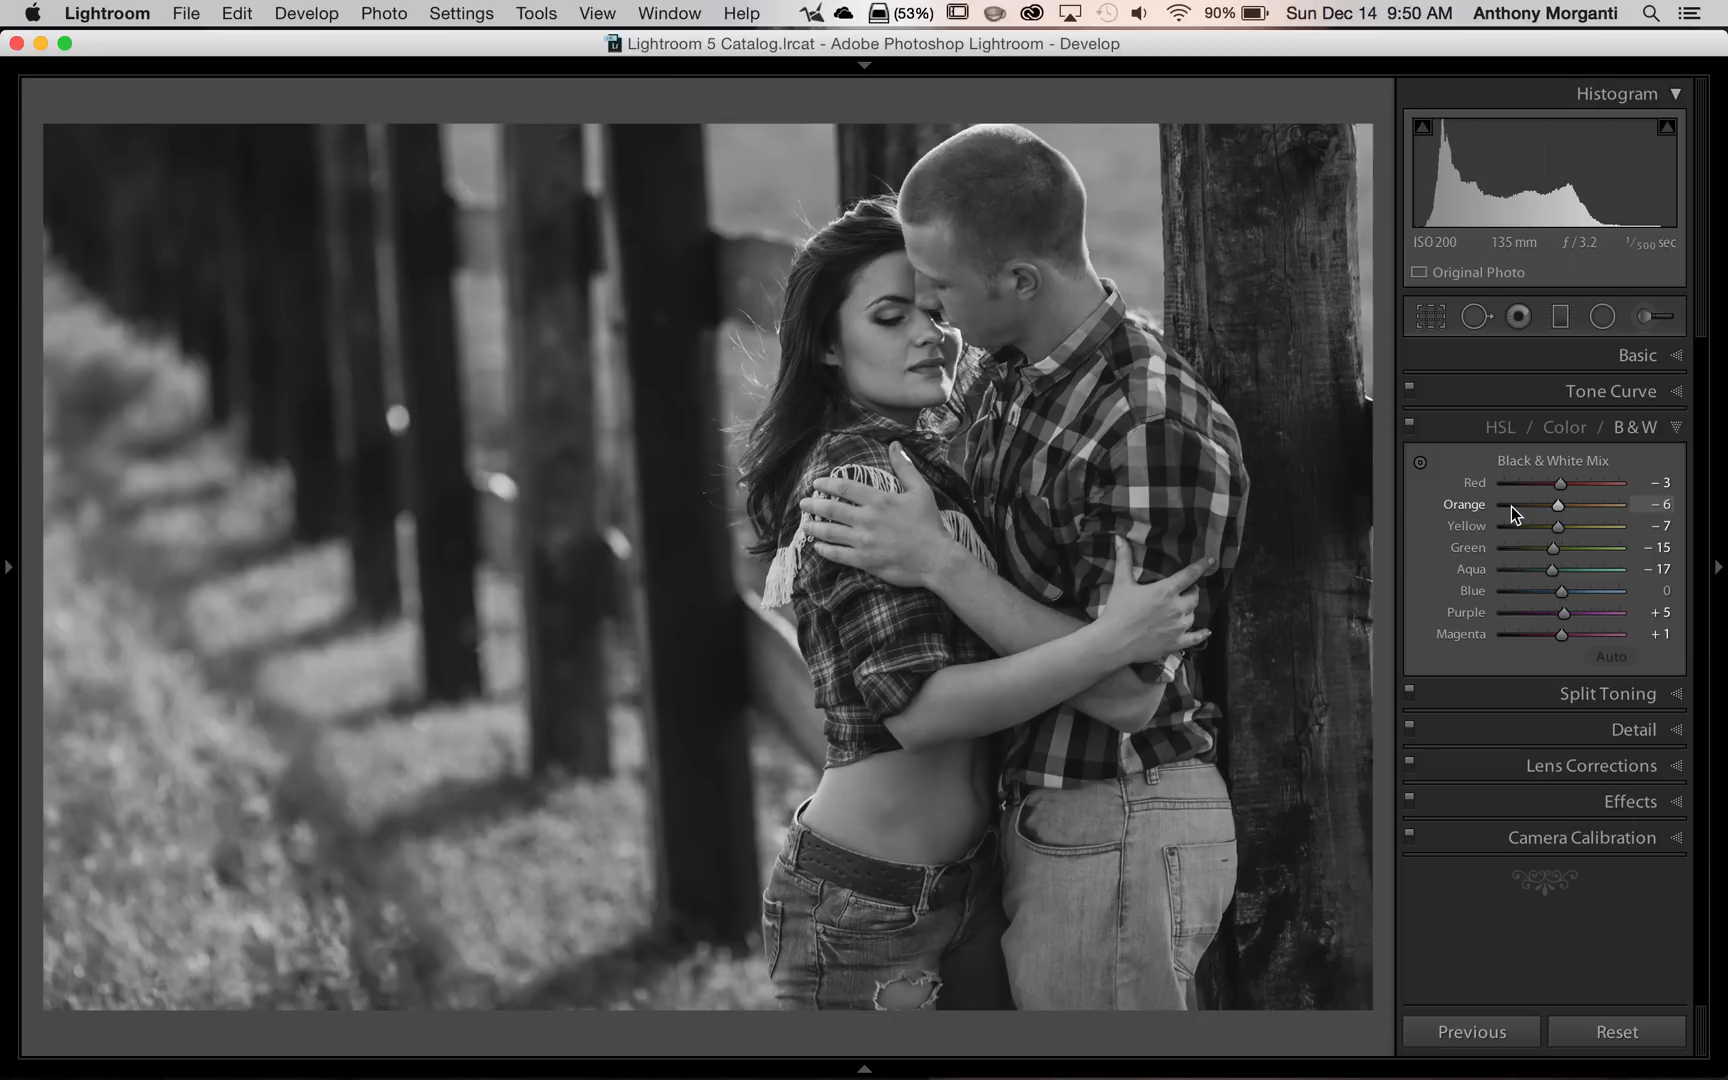 Lightroom File Edit Develop Photo Settings Tools View Window Help (53%) 90% Sun Dec 14 9:50 AM Anthony Morganti
Lr Lightroom 5 Catalog.lrcat - Adobe Photoshop Lightroom - Develop
Histogram
ISO 200 135 mm ƒ / 3.2 1/500 sec
Original Photo
Basic
Tone Curve
HSL / Color / B & W
Black & White Mix
Red − 3
Orange − 6
Yellow − 7
Green − 15
Aqua − 17
Blue 0
Purple + 5
Magenta + 1
Auto
Split Toning
Detail
Lens Corrections
Effects
Camera Calibration
Previous Reset